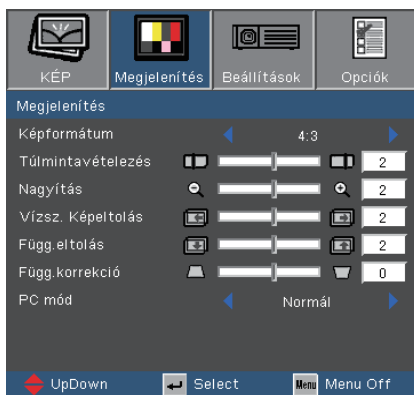 KÉP Megjelenítés Beállítások Opciók
Megjelenítés
Képformátum 4:3
Túlmintavételezés 2
Nagyítás 2
Vízsz. Képeltolás 2
Függ.eltolás 2
Függ.korrekció 0
PC mód Normál
UpDown Select Menu Menu Off